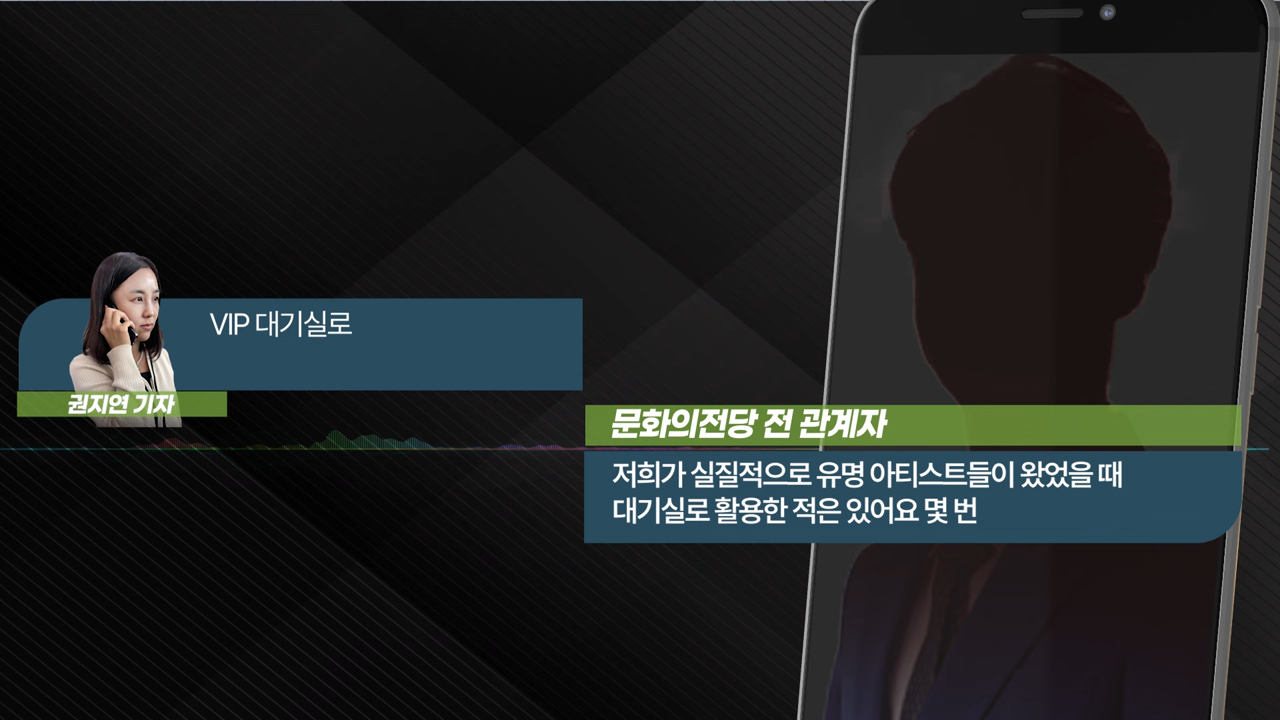 VIP 대기실로
권지연 기자
문화의전당 전 관계자
저희가 실질적으로 유명 아티스트들이 왔었을 때
대기실로 활용한 적은 있어요 몇 번